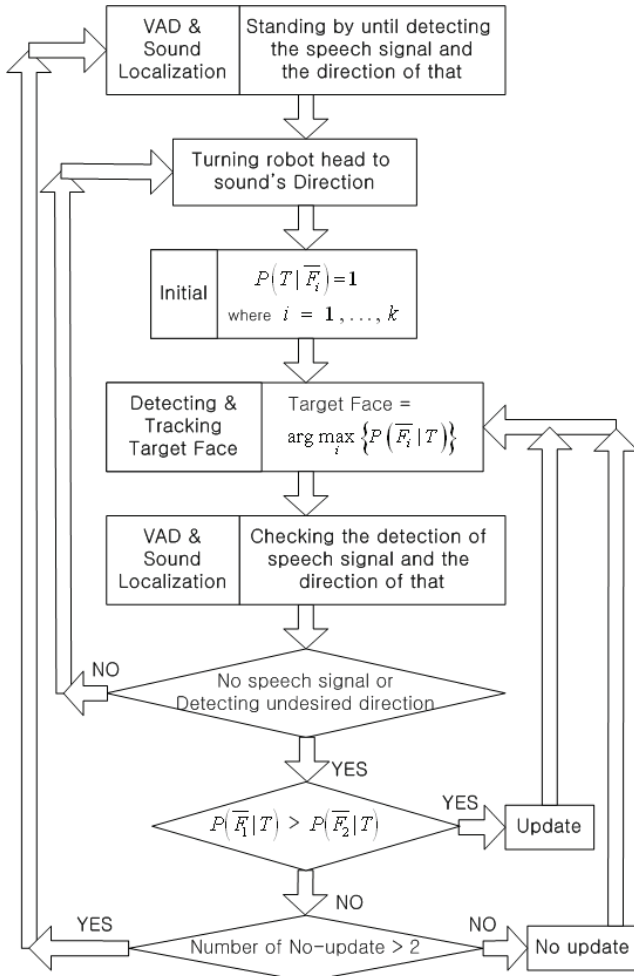 VAD &
Sound
Localization
Standing by until detecting
the speech signal and
the direction of that
Turning robot head to
sound's Direction
Initial
P(T | F̅ᵢ) = 1
where i = 1 , ..., k
Detecting &
Tracking
Target Face
Target Face =
arg max i {P(F̅ᵢ | T)}
VAD &
Sound
Localization
Checking the detection of
speech signal and the
direction of that
NO
No speech signal or
Detecting undesired direction
YES
P(F̅₁ | T) > P(F̅₂ | T)
YES
Update
NO
YES
Number of No-update > 2
NO
No update